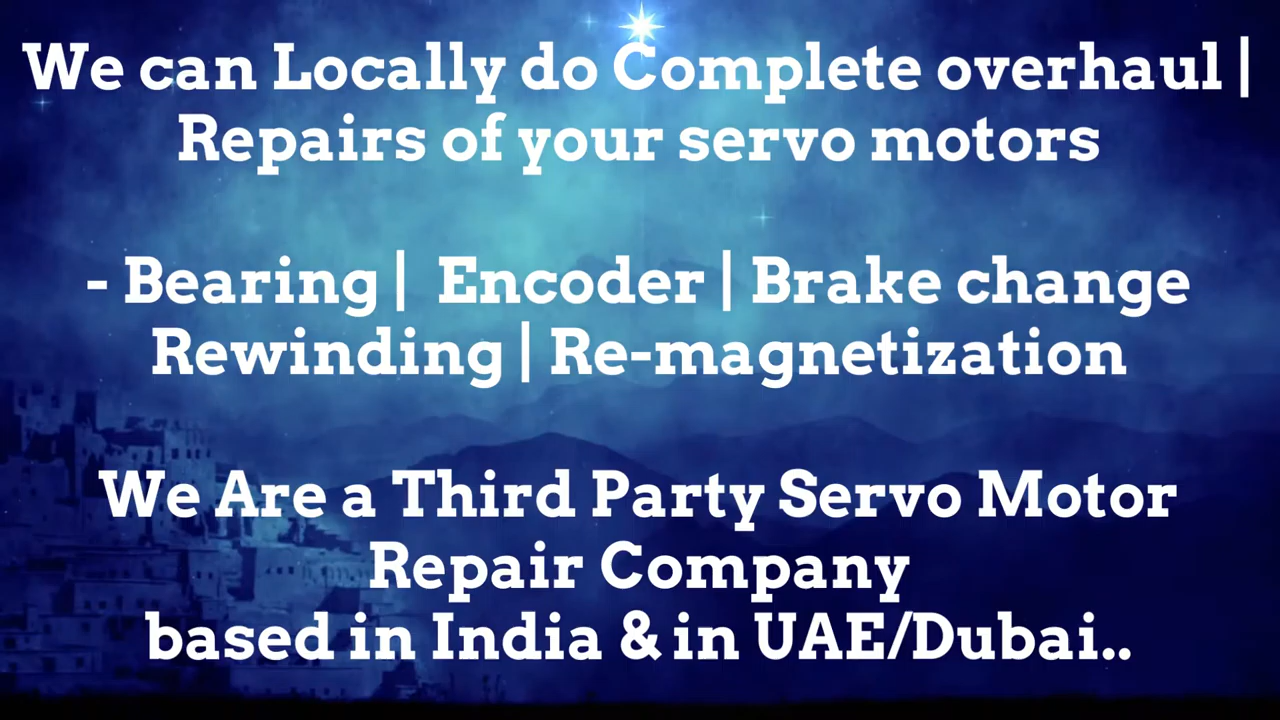 We can Locally do Complete overhaul |
Repairs of your servo motors
- Bearing | Encoder | Brake change
Rewinding | Re-magnetization
We Are a Third Party Servo Motor
Repair Company
based in India & in UAE/Dubai..